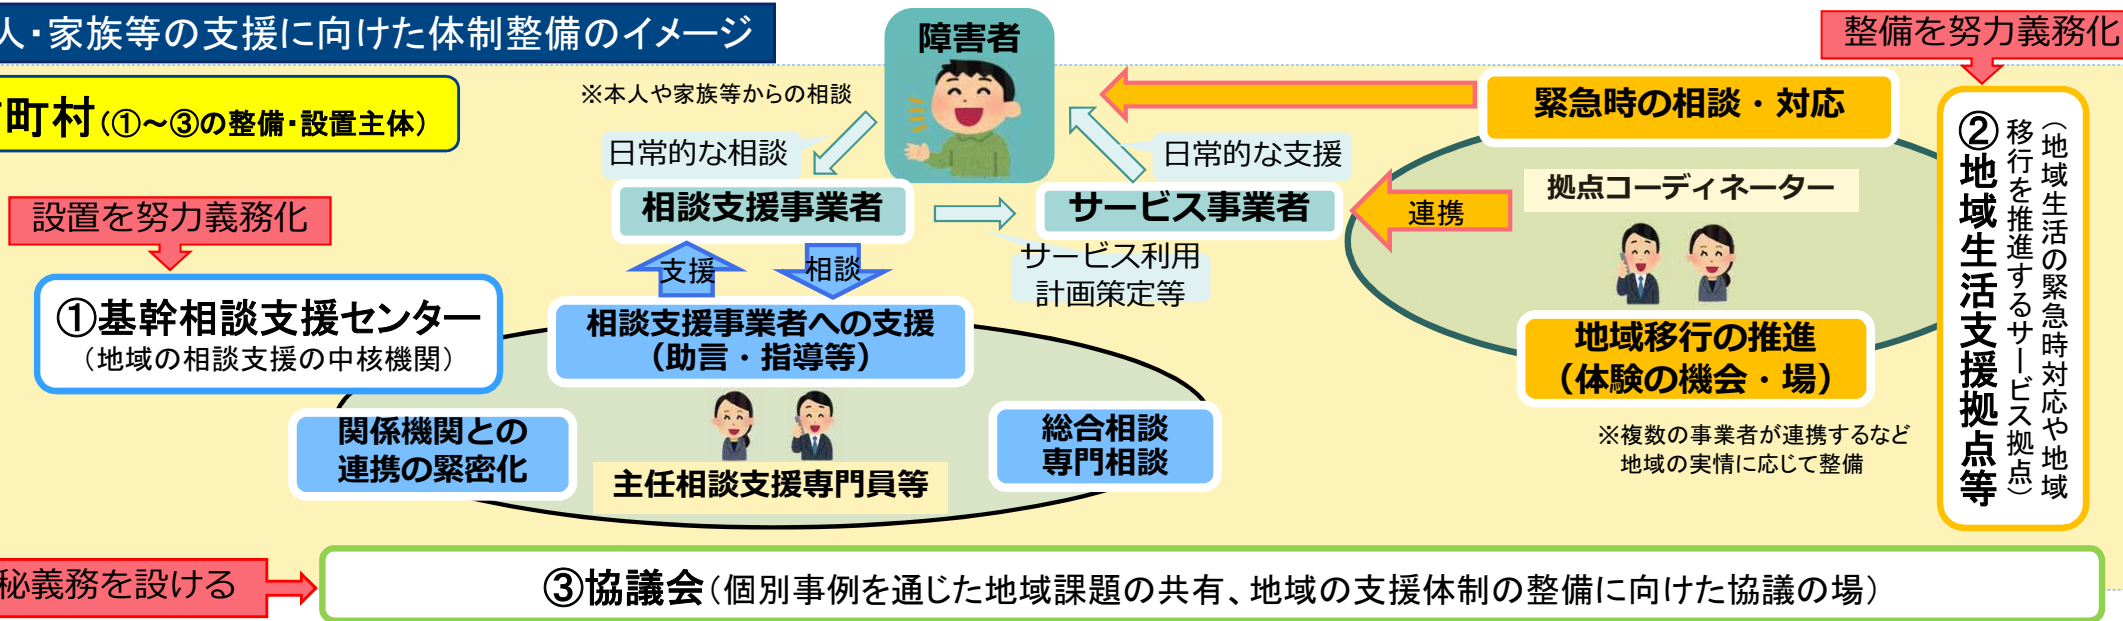 人・家族等の支援に向けた体制整備のイメージ
町村(①～③の整備・設置主体)
設置を努力義務化
①基幹相談支援センター
(地域の相談支援の中核機関)
障害者
※本人や家族等からの相談
日常的な相談
日常的な支援
相談支援事業者
サービス事業者
サービス利用
計画策定等
支援
相談
相談支援事業者への支援
(助言・指導等)
関係機関との
連携の緊密化
主任相談支援専門員等
総合相談
専門相談
整備を努力義務化
緊急時の相談・対応
拠点コーディネーター
連携
地域移行の推進
(体験の機会・場)
※複数の事業者が連携するなど
地域の実情に応じて整備
②地域生活支援拠点等
(地域生活の緊急時対応や地域
移行を推進するサービス拠点)
秘義務を設ける
③協議会(個別事例を通じた地域課題の共有、地域の支援体制の整備に向けた協議の場)